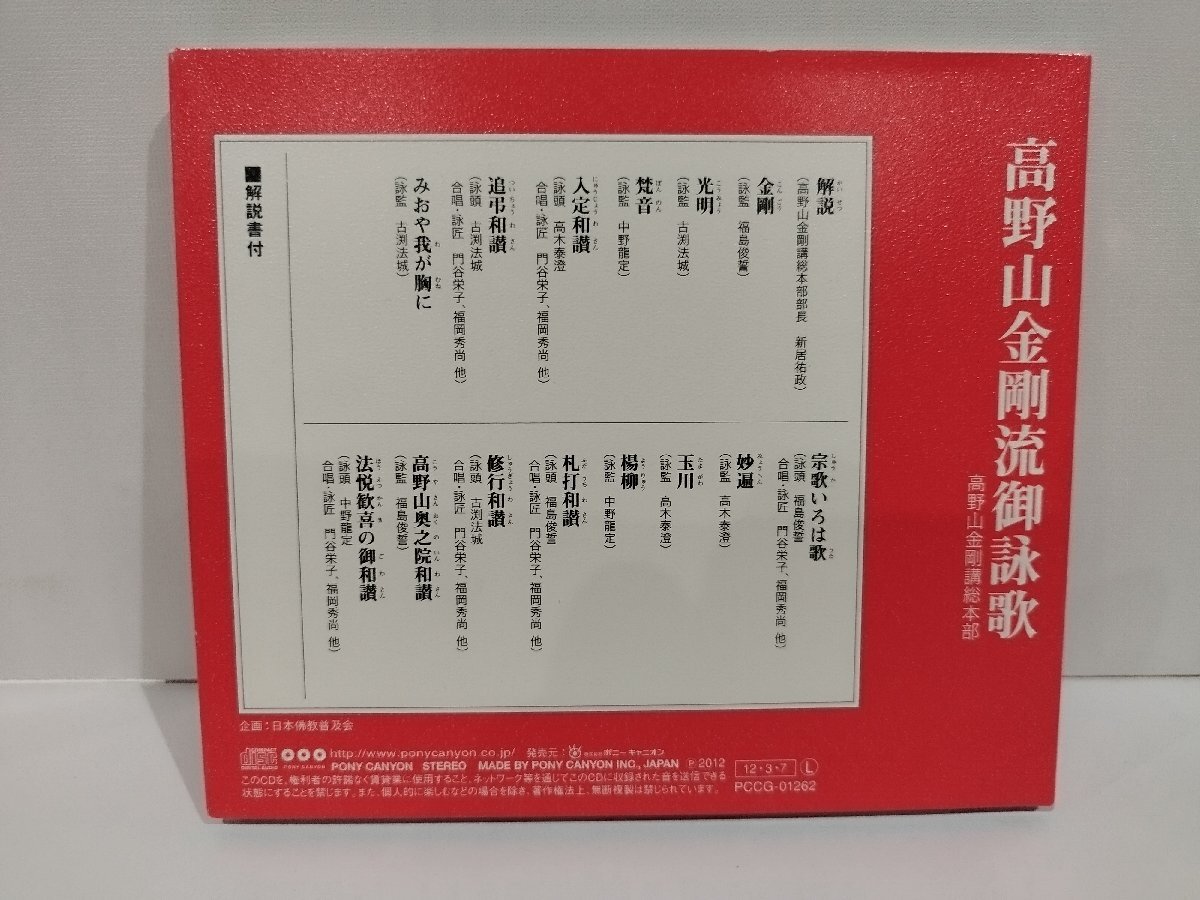 高野山金剛流御詠歌
高野山金剛講総本部
解説
(高野山金剛講総本部部長 新居祐政)
金剛
(詠監 福島俊誓)
光明
(詠監 古渕法城)
梵音
(詠監 中野龍定)
入定和讃
(詠頭 高木泰澄
合唱・詠匠 門谷栄子、福岡秀尚 他)
追弔和讃
(詠頭 古渕法城
合唱・詠匠 門谷栄子、福岡秀尚 他)
みおや我が胸に
(詠監 古渕法城)
宗歌いろは歌
(詠頭 福島俊誓
合唱・詠匠 門谷栄子、福岡秀尚 他)
妙遍
(詠監 高木泰澄)
玉川
(詠監 高木泰澄)
楊柳
(詠監 中野龍定)
札打和讃
(詠頭 福島俊誓
合唱・詠匠 門谷栄子、福岡秀尚 他)
修行和讃
(詠頭 古渕法城
合唱・詠匠 門谷栄子、福岡秀尚 他)
高野山奥之院和讃
(詠監 福島俊誓)
法悦歓喜の御和讃
(詠頭 中野龍定
合唱・詠匠 門谷栄子、福岡秀尚 他)
解説書付
企画:日本佛教普及会
COMPACT disc DIGITAL AUDIO PONY CANYON http://www.ponycanyon.co.jp/ 発売元: 株式会社ポニーキャニオン
PONY CANYON STEREO MADE BY PONY CANYON INC., JAPAN ℗2012 12・3・7 L
このCDを、権利者の許諾なく賃貸業に使用すること、ネットワーク等を通じてこのCDに収録された音を送信できる
状態にすることを禁じます。また、個人的に楽しむなどの場合を除き、著作権法上、無断複製は禁じられています。
PCCG-01262